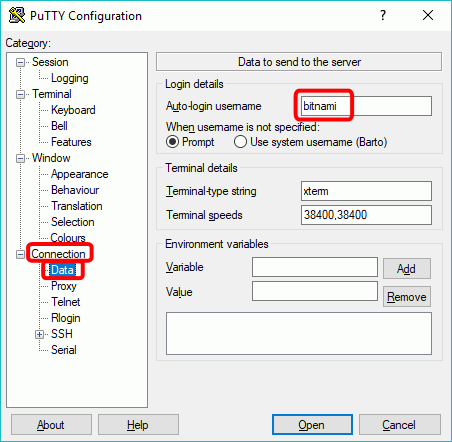 PuTTY Configuration
?
Category:
Session
Logging
Terminal
Keyboard
Bell
Features
Window
Appearance
Behaviour
Translation
Selection
Colours
Connection
Data
Proxy
Telnet
Rlogin
SSH
Serial
Data to send to the server
Login details
Auto-login username bitnami
When username is not specified:
Prompt Use system username (Barto)
Terminal details
Terminal-type string xterm
Terminal speeds 38400,38400
Environment variables
Variable Add
Value Remove
About Help Open Cancel